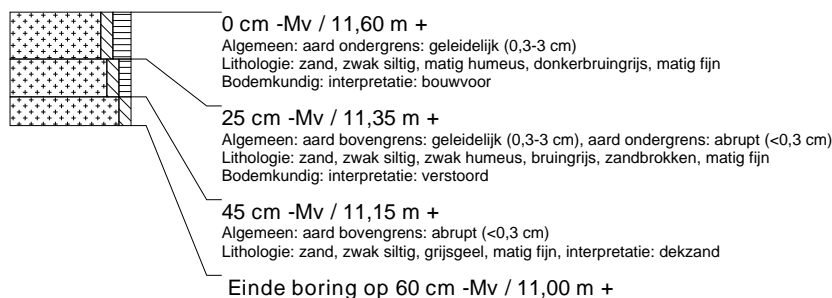 0 cm -Mv / 11,60 m +
Algemeen: aard ondergrens: geleidelijk (0,3-3 cm)
Lithologie: zand, zwak siltig, matig humeus, donkerbruingrijs, matig fijn
Bodemkundig: interpretatie: bouwvoor
25 cm -Mv / 11,35 m +
Algemeen: aard bovengrens: geleidelijk (0,3-3 cm), aard ondergrens: abrupt (<0,3 cm)
Lithologie: zand, zwak siltig, zwak humeus, bruingrijs, zandbrokken, matig fijn
Bodemkundig: interpretatie: verstoord
45 cm -Mv / 11,15 m +
Algemeen: aard bovengrens: abrupt (<0,3 cm)
Lithologie: zand, zwak siltig, grijsgeel, matig fijn, interpretatie: dekzand
Einde boring op 60 cm -Mv / 11,00 m +